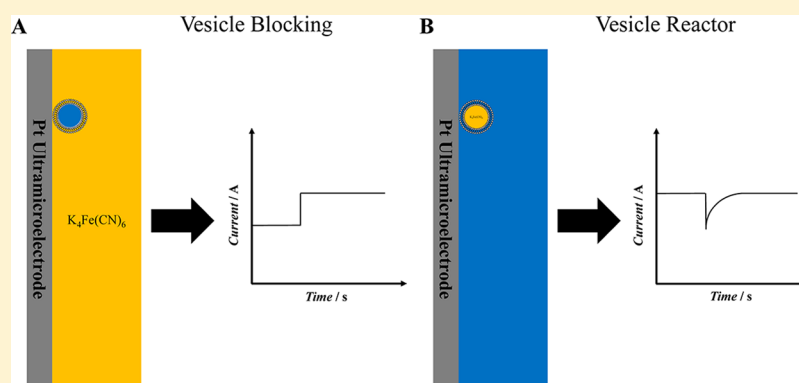 A
Vesicle Blocking
Pt Ultramicroelectrode
K₄Fe(CN)₆
Current / A
Time / s
B
Vesicle Reactor
Pt Ultramicroelectrode
Current / A
Time / s